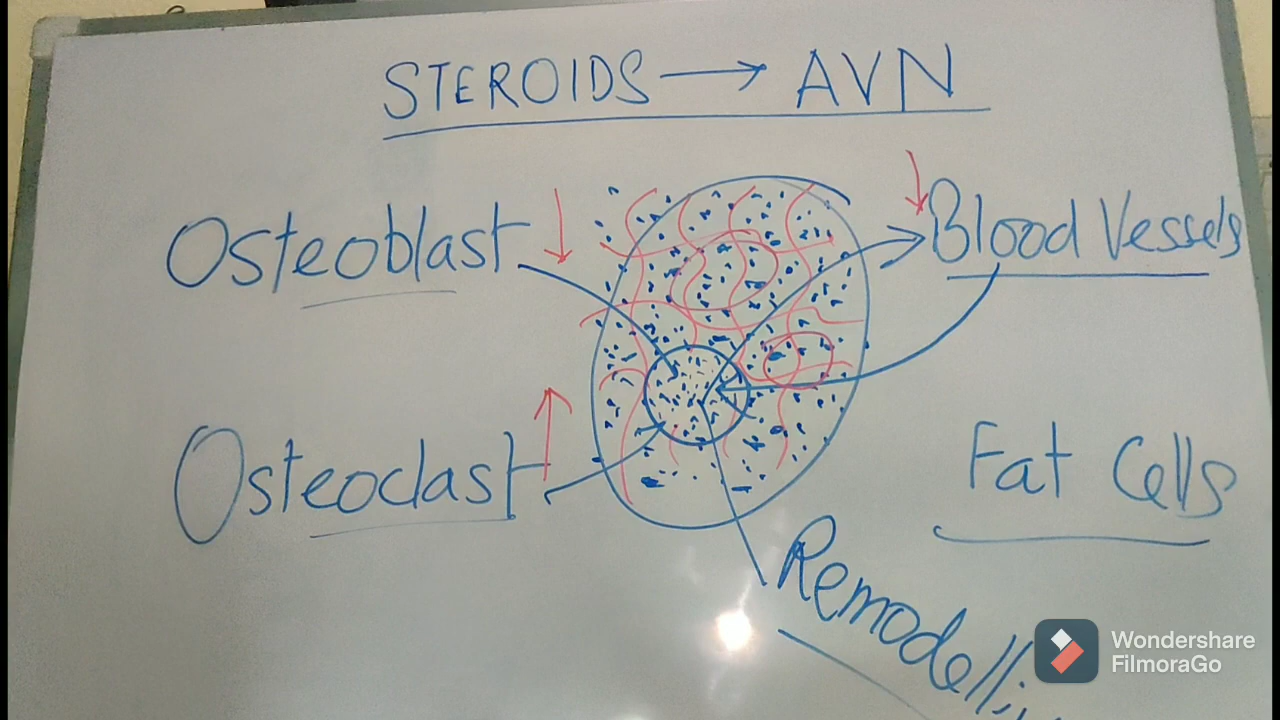 STEROIDS → AVN
Osteoblast ↓
↓ Blood Vessels
Osteoclast ↑
Fat Cells
Remodelli
Wondershare
FilmoraGo